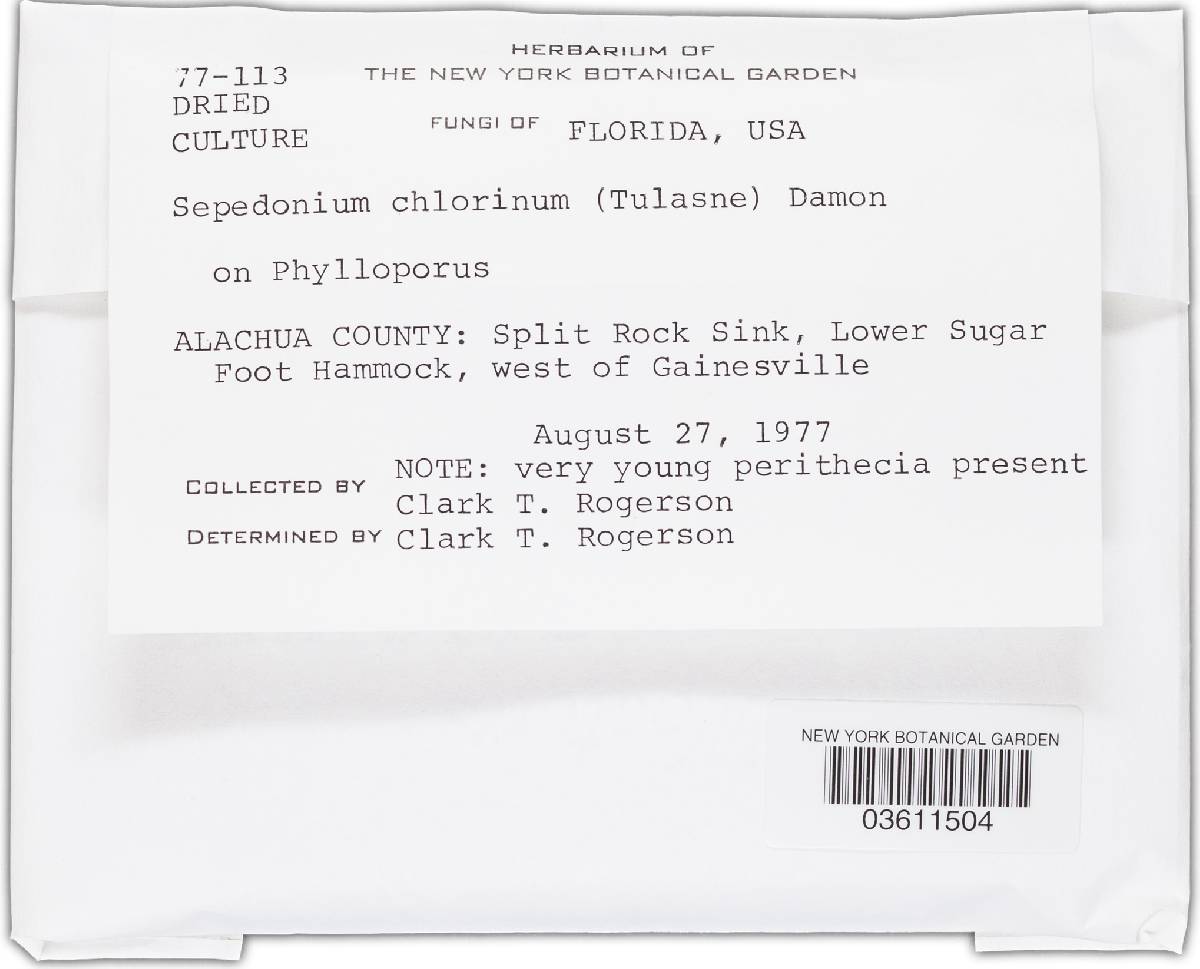 HERBARIUM OF
THE NEW YORK BOTANICAL GARDEN
77-113
DRIED
CULTURE
FUNGI OF FLORIDA, USA
Sepedonium chlorinum (Tulasne) Damon
on Phylloporus
ALACHUA COUNTY: Split Rock Sink, Lower Sugar
Foot Hammock, west of Gainesville
August 27, 1977
NOTE: very young perithecia present
COLLECTED BY Clark T. Rogerson
DETERMINED BY Clark T. Rogerson
NEW YORK BOTANICAL GARDEN
03611504